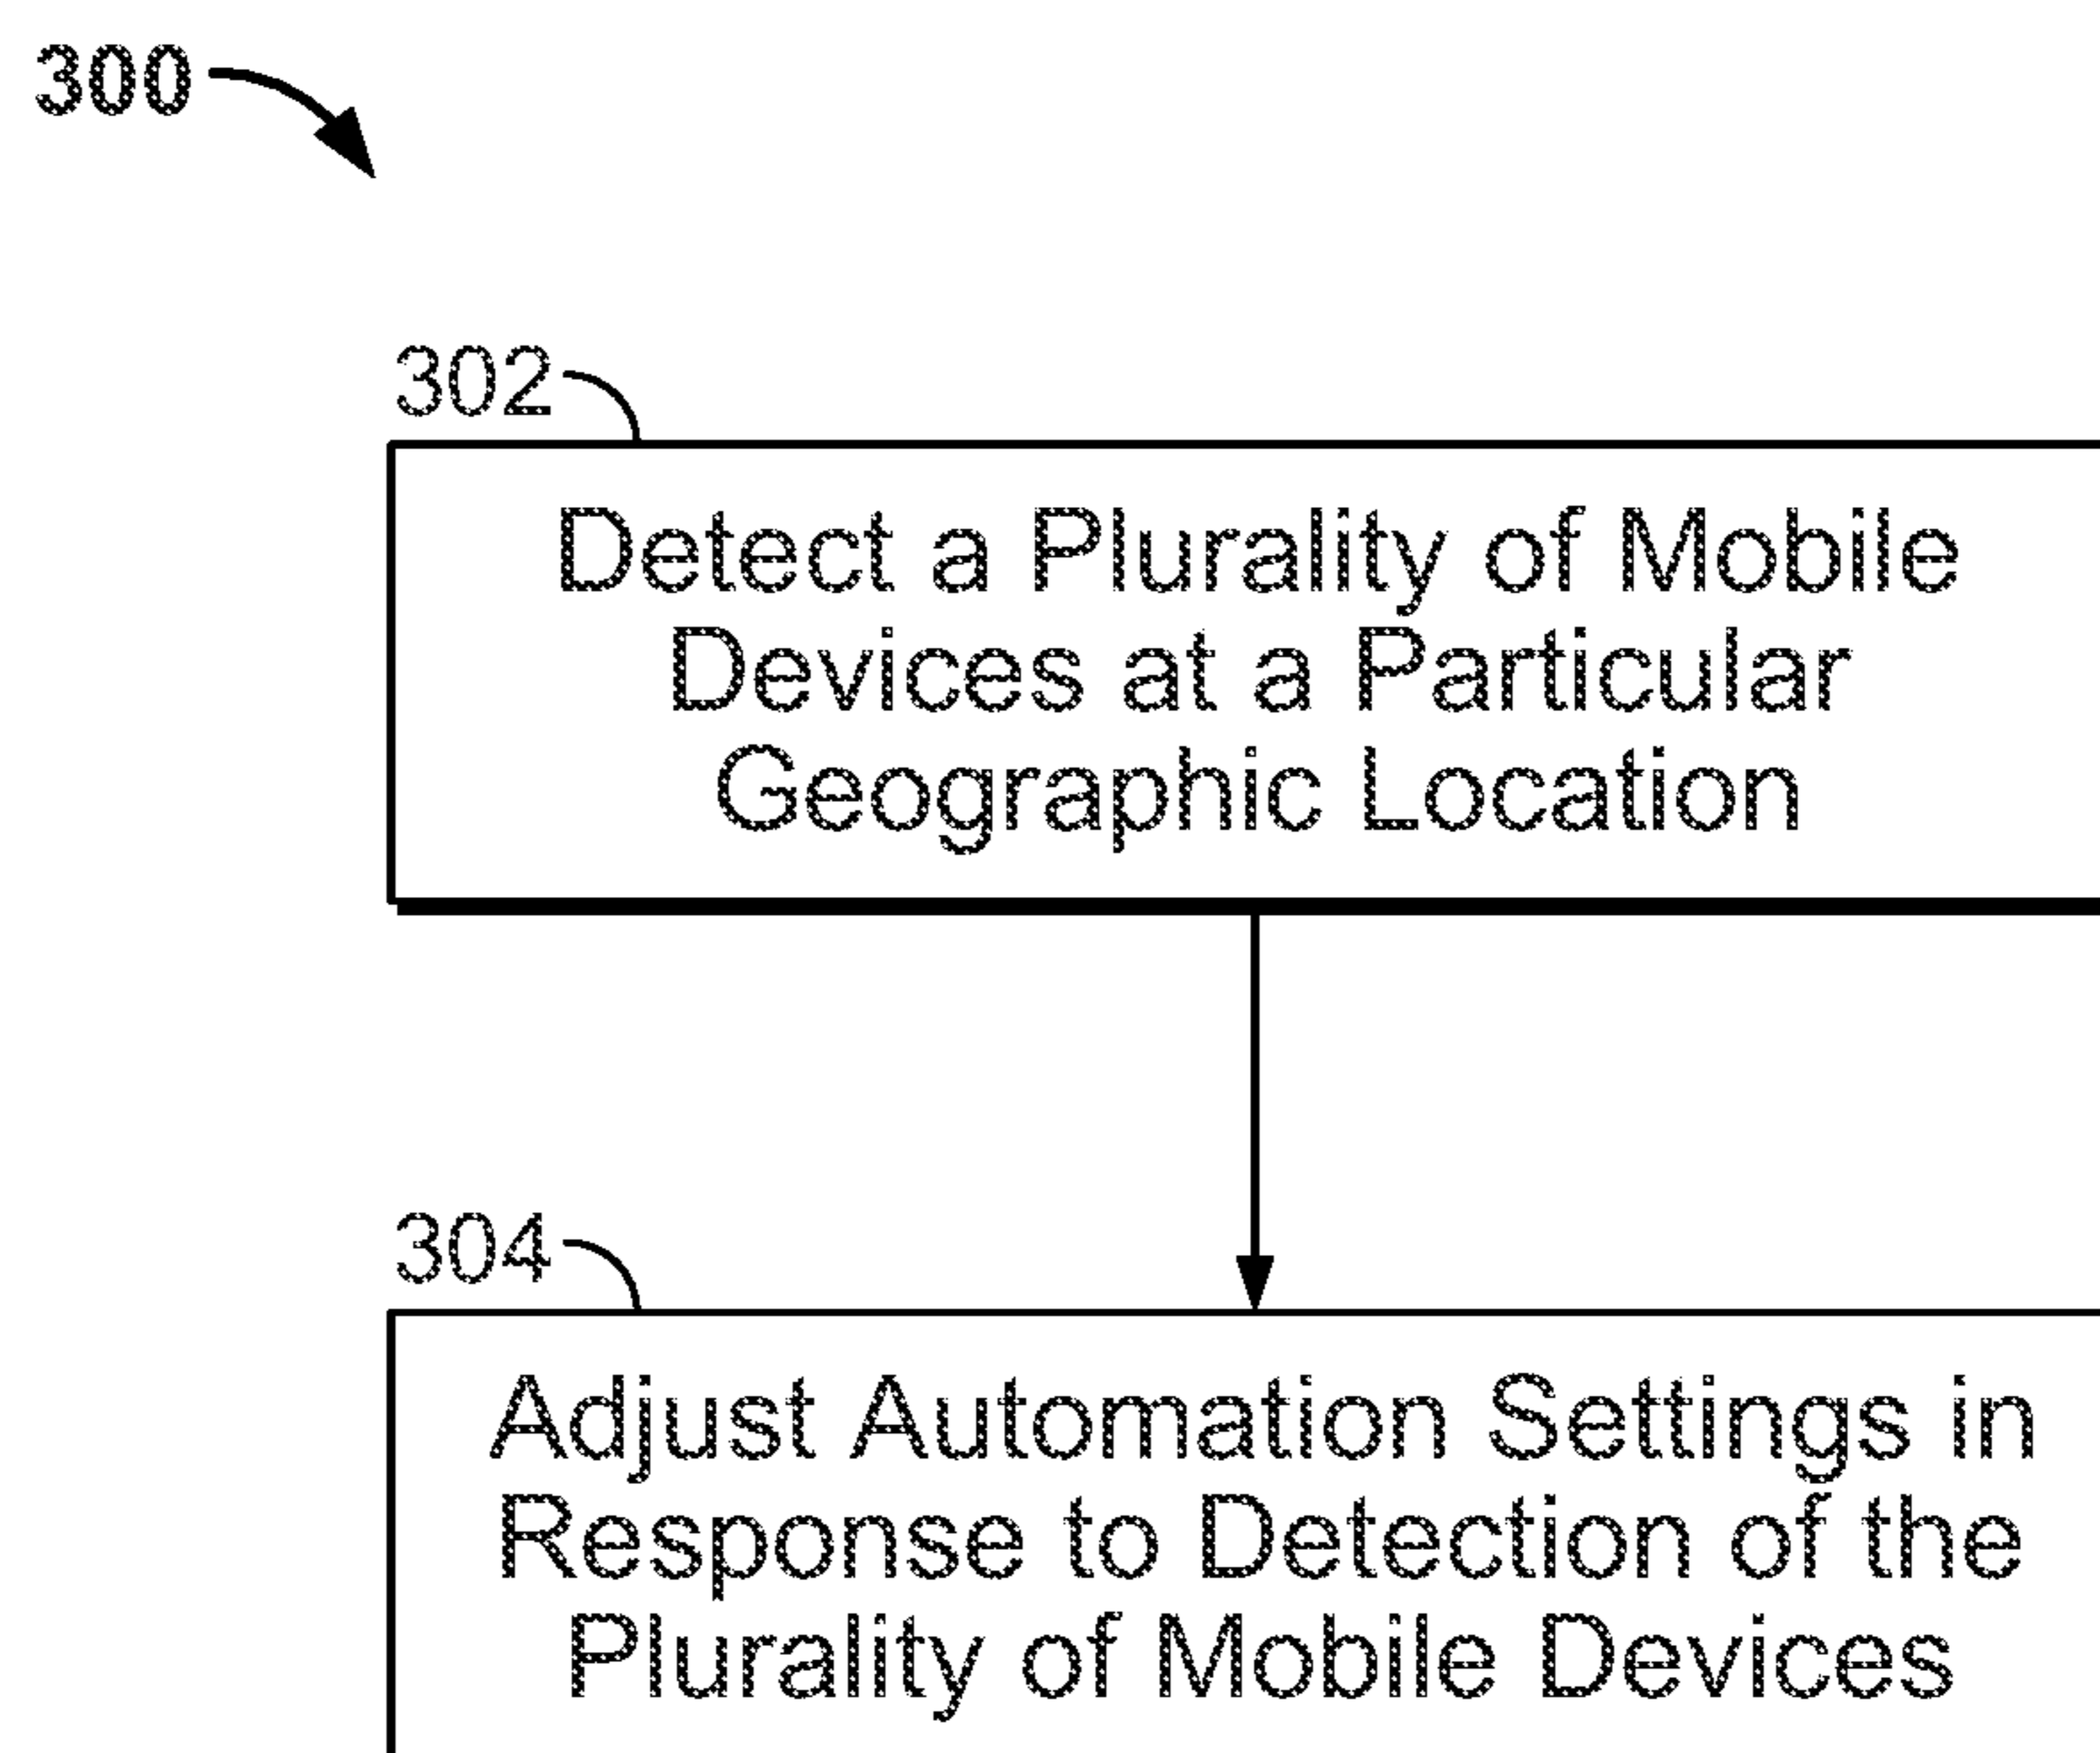 300
302
Detect a Plurality of Mobile
Devices at a Particular
Geographic Location
304
Adjust Automation Settings in
Response to Detection of the
Plurality of Mobile Devices